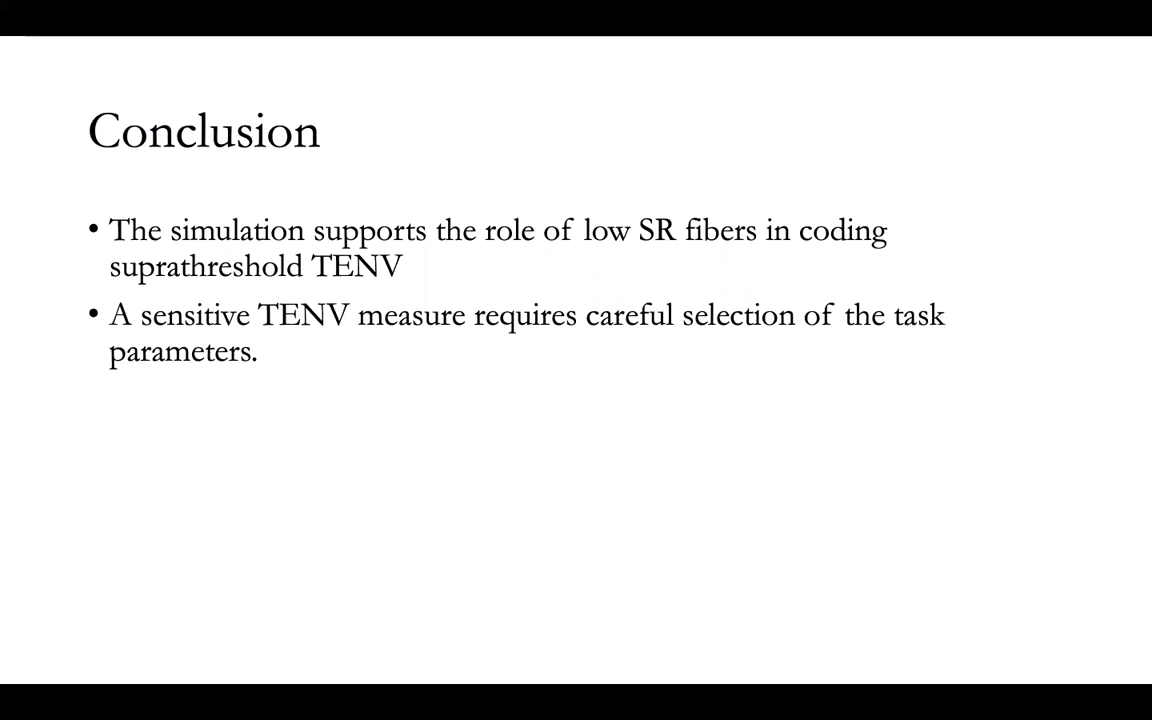 Conclusion
• The simulation supports the role of low SR fibers in coding
suprathreshold TENV
• A sensitive TENV measure requires careful selection of the task
parameters.